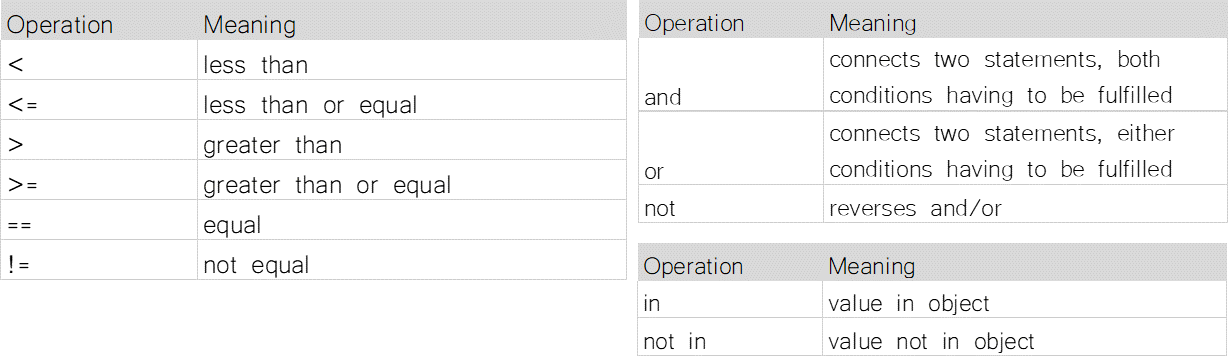 Operation Meaning
< less than
<= less than or equal
> greater than
>= greater than or equal
== equal
!= not equal
Operation Meaning
connects two statements, both
and conditions having to be fulfilled
connects two statements, either
or conditions having to be fulfilled
not reverses and/or
Operation Meaning
in value in object
not in value not in object